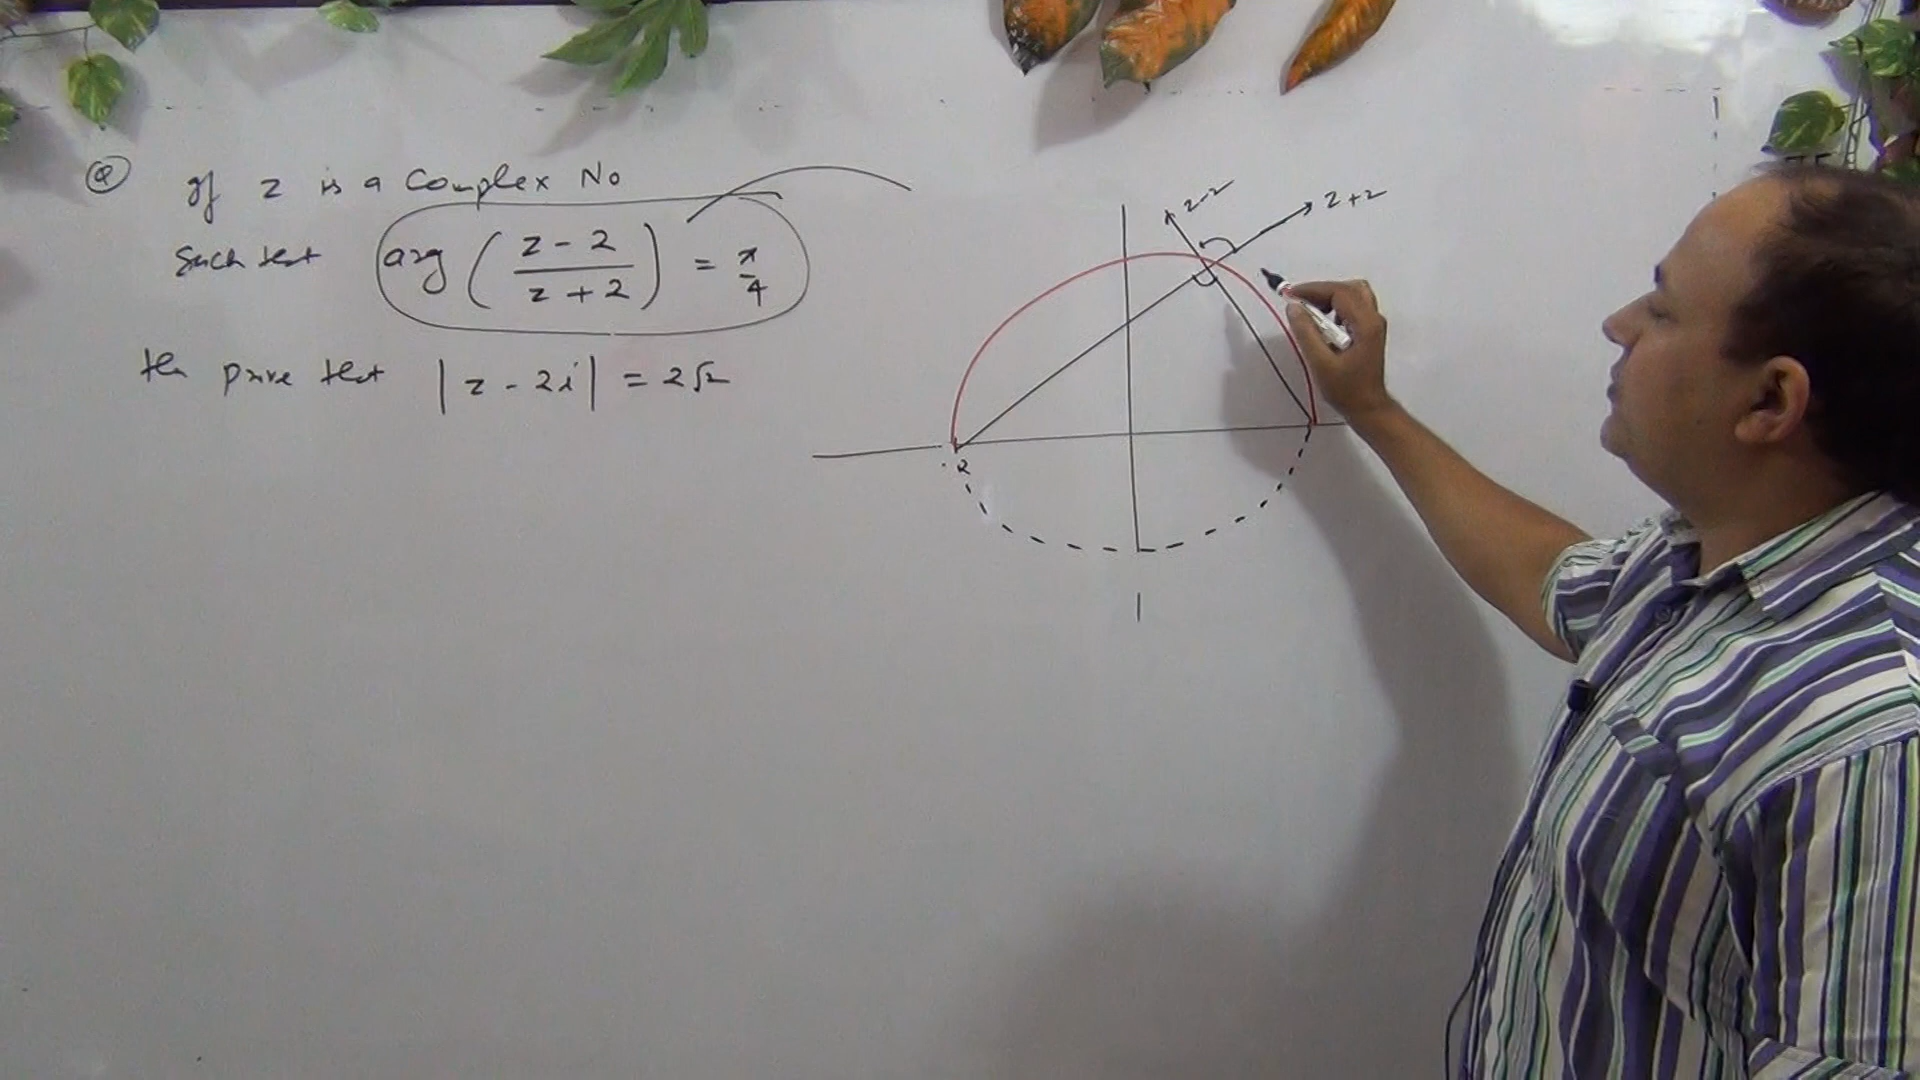 Q If z is a Complex No
Such that arg ( z - 2 / z + 2 ) = π/4
then prove that | z - 2i | = 2√2
z-2
z+2
-2